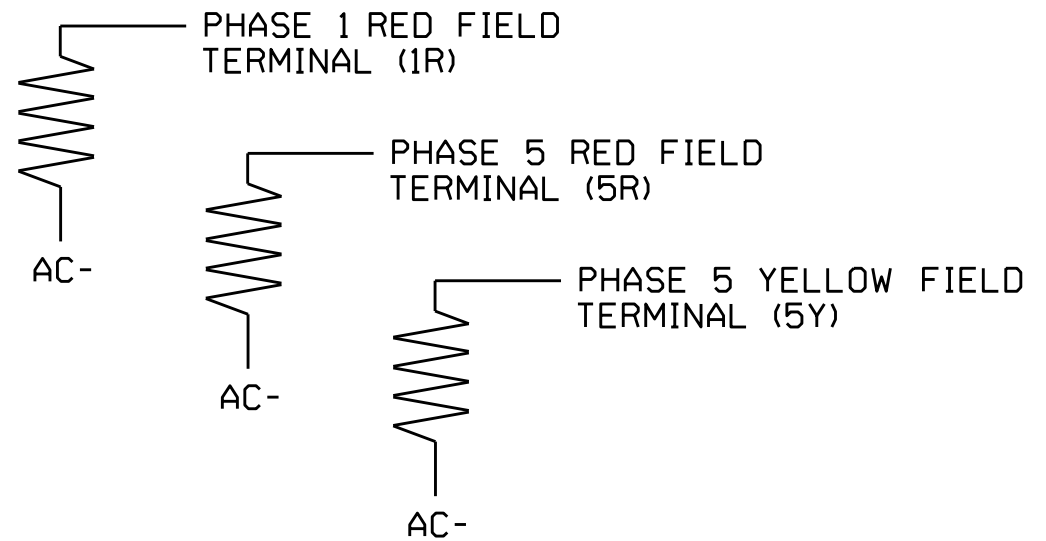 PHASE 1 RED FIELD
TERMINAL (1R)
AC-
PHASE 5 RED FIELD
TERMINAL (5R)
AC-
PHASE 5 YELLOW FIELD
TERMINAL (5Y)
AC-